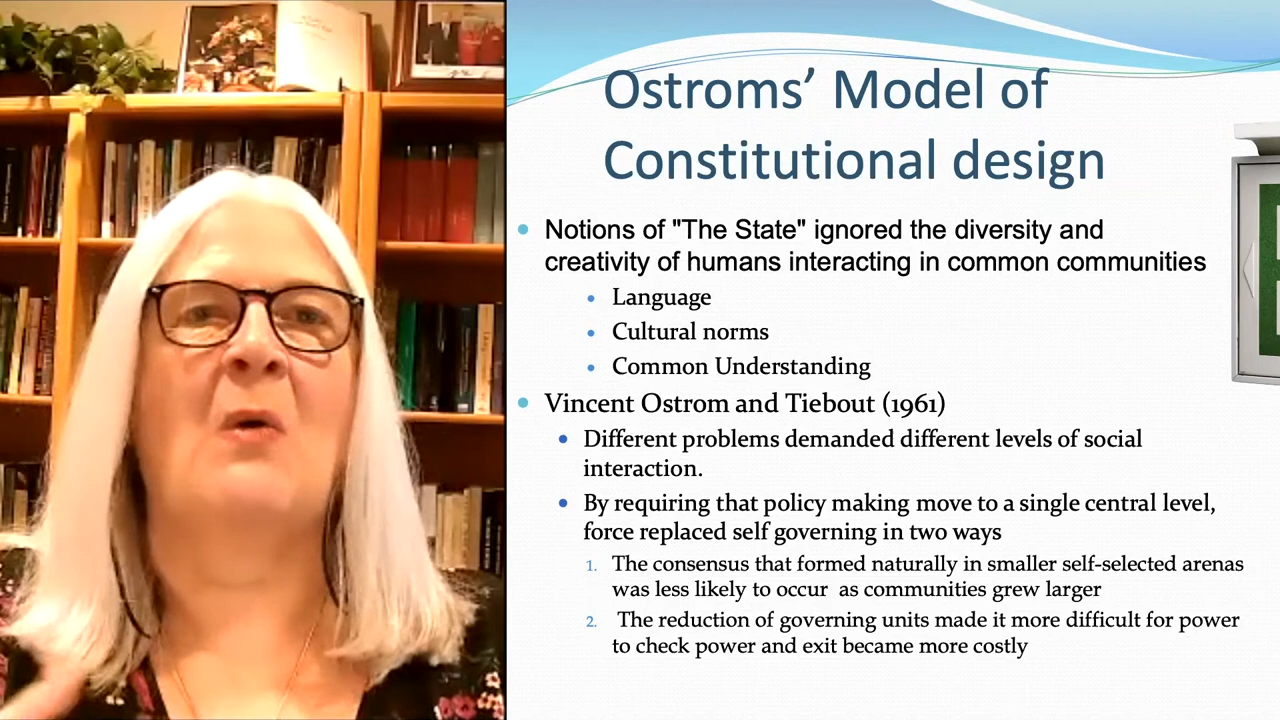 Ostroms’ Model of
Constitutional design
Notions of "The State" ignored the diversity and
creativity of humans interacting in common communities
Language
Cultural norms
Common Understanding
Vincent Ostrom and Tiebout (1961)
Different problems demanded different levels of social
interaction.
By requiring that policy making move to a single central level,
force replaced self governing in two ways
1. The consensus that formed naturally in smaller self-selected arenas
was less likely to occur as communities grew larger
2. The reduction of governing units made it more difficult for power
to check power and exit became more costly